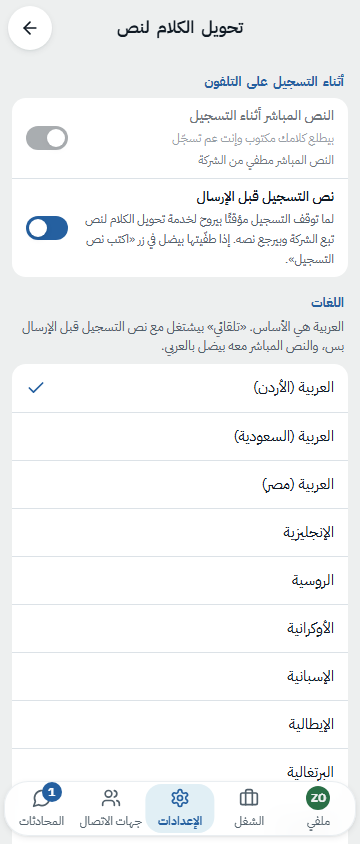 تحويل الكلام لنص
أثناء التسجيل على التلفون
النص المباشر أثناء التسجيل
بيطلع كلامك مكتوب وإنت عم تسجّل
النص المباشر مطفي من الشركة
نص التسجيل قبل الإرسال
لما توقف التسجيل مؤقتًا بيروح لخدمة تحويل الكلام لنص
تبع الشركة وبيرجع نصه. إذا طفّيتها بيضل في زر «اكتب نص
التسجيل».
اللغات
العربية هي الأساس. «تلقائي» بيشتغل مع نص التسجيل قبل الإرسال
بس، والنص المباشر معه بيضل بالعربي.
العربية (الأردن)
العربية (السعودية)
العربية (مصر)
الإنجليزية
الروسية
الأوكرانية
الإسبانية
الإيطالية
البرتغالية
ZO
1
ملفي
الشغل
الإعدادات
جهات الاتصال
المحادثات